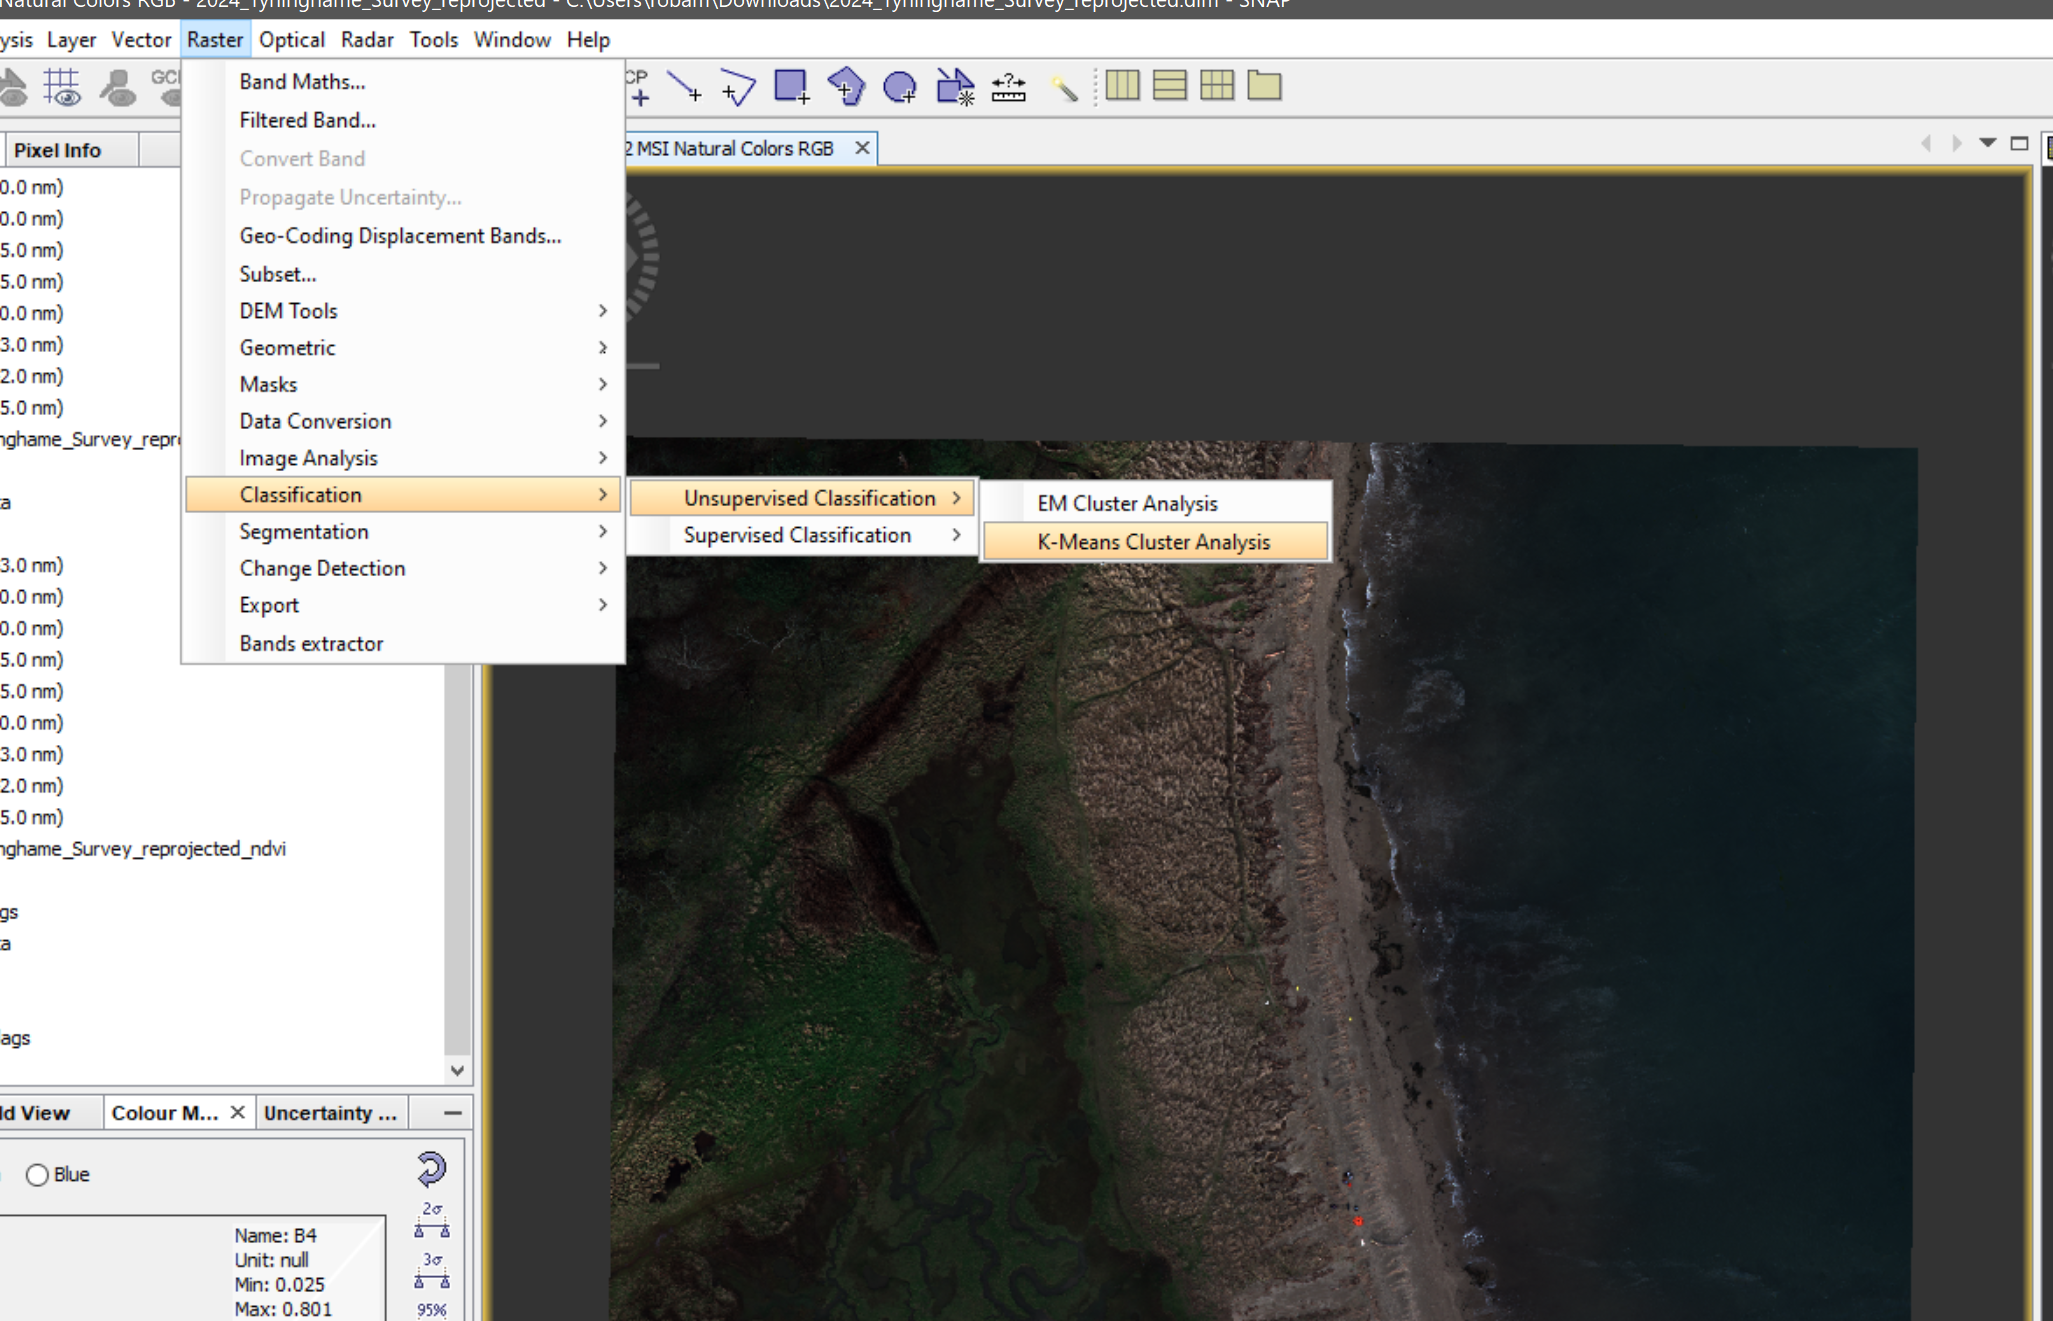 Natural Colors RGB - 2024_Tyninghame_Survey_reprojected - C:\Users\robam\Downloads\2024_Tyninghame_Survey_reprojected.dim - SNAP
ysis Layer Vector Raster Optical Radar Tools Window Help
GC
CP
Pixel Info
2 MSI Natural Colors RGB
Band Maths...
Filtered Band...
Convert Band
Propagate Uncertainty...
Geo-Coding Displacement Bands...
Subset...
DEM Tools
Geometric
Masks
Data Conversion
Image Analysis
Classification
Segmentation
Change Detection
Export
Bands extractor
Unsupervised Classification
Supervised Classification
EM Cluster Analysis
K-Means Cluster Analysis
0.0 nm)
0.0 nm)
5.0 nm)
5.0 nm)
0.0 nm)
3.0 nm)
2.0 nm)
5.0 nm)
nghame_Survey_repr
ta
3.0 nm)
0.0 nm)
0.0 nm)
5.0 nm)
5.0 nm)
0.0 nm)
3.0 nm)
2.0 nm)
5.0 nm)
nghame_Survey_reprojected_ndvi
gs
ta
lags
ld View
Colour M...
Uncertainty ...
Blue
Name: B4
Unit: null
Min: 0.025
Max: 0.801
2σ
3σ
95%